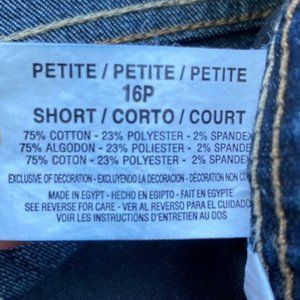 PETITE / PETITE / PETITE
16P
SHORT / CORTO / COURT
75% COTTON - 23% POLYESTER - 2% SPANDEX
75% ALGODON - 23% POLIESTER - 2% SPANDEX
75% COTON - 23% POLYESTER - 2% SPANDEX
EXCLUSIVE OF DECORATION - EXCLUYENDO LA DECORACION - DÉCORATION NON CO
MADE IN EGYPT - HECHO EN EGIPTO - FAIT EN EGYPTE
SEE REVERSE FOR CARE - VER AL REVERSO PARA EL CUIDADO
VOIR LES INSTRUCTIONS D'ENTRETIEN AU DOS